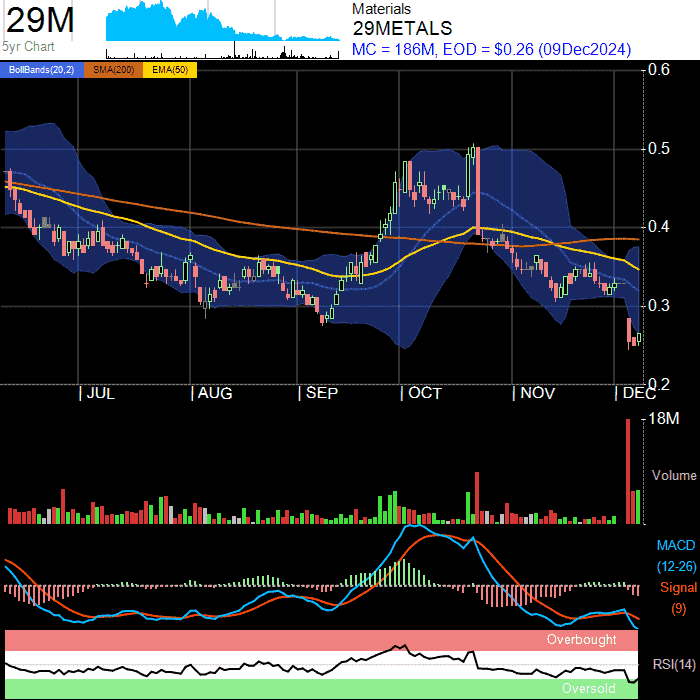 29M
5yr Chart
Materials
29METALS
MC = 186M, EOD = $0.26 (09Dec2024)
BollBands(20,2) SMA(200) EMA(50)
0.6
0.5
0.4
0.3
0.2
JUL AUG SEP OCT NOV DEC
18M
Volume
MACD
(12-26)
Signal
(9)
Overbought
RSI(14)
Oversold